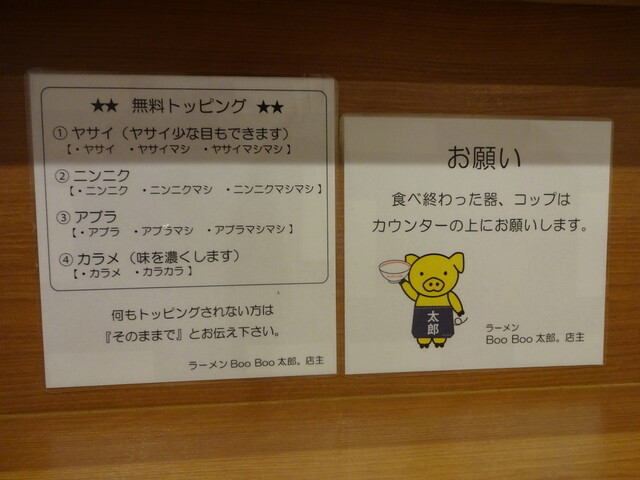 ★★ 無料トッピング ★★
① ヤサイ（ヤサイ少な目もできます）
【・ヤサイ ・ヤサイマシ ・ヤサイマシマシ】
② ニンニク
【・ニンニク ・ニンニクマシ ・ニンニクマシマシ】
③ アブラ
【・アブラ ・アブラマシ ・アブラマシマシ】
④ カラメ（味を濃くします）
【・カラメ ・カラカラ】
何もトッピングされない方は
『そのままで』とお伝え下さい。
ラーメン Boo Boo 太郎。店主
お願い
食べ終わった器、コップは
カウンターの上にお願いします。
太郎
ラーメン
Boo Boo 太郎。店主